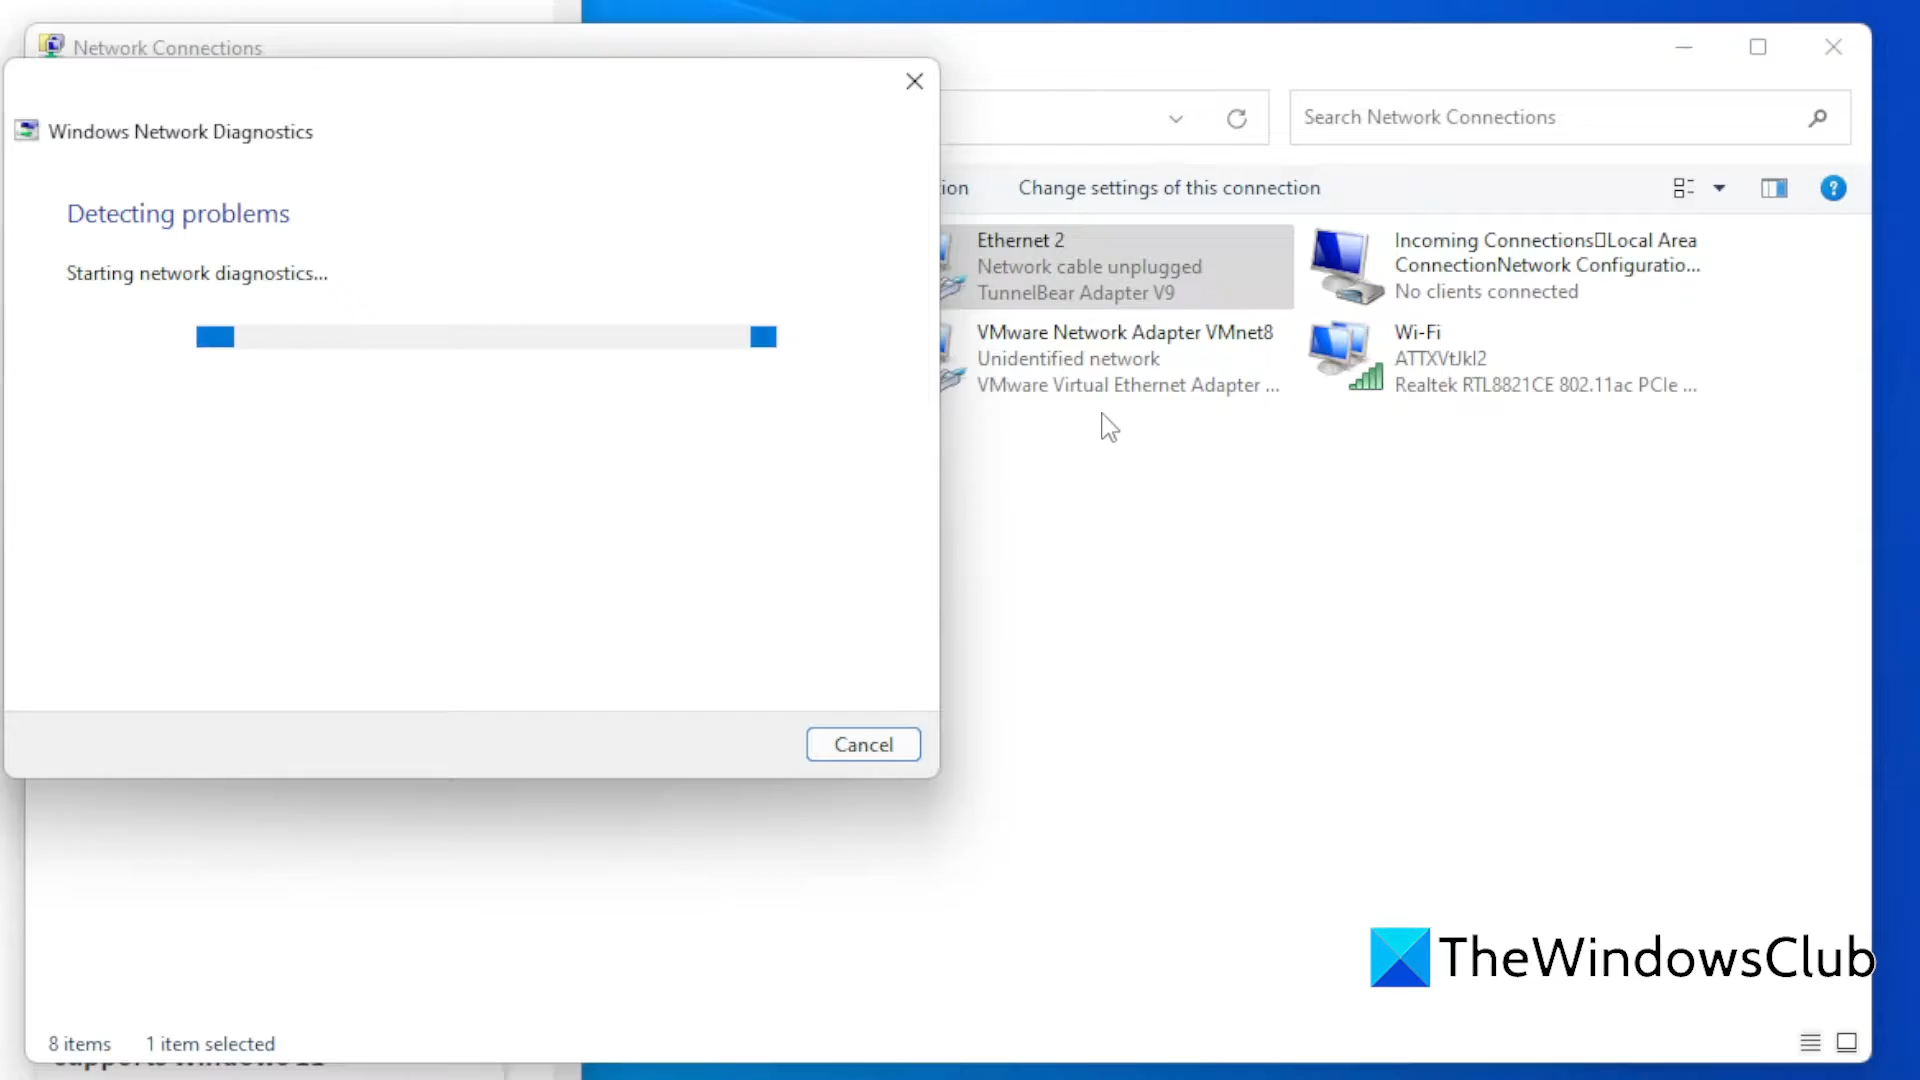 Network Connections
Windows Network Diagnostics
Detecting problems
Starting network diagnostics...
Cancel
Search Network Connections
ion
Change settings of this connection
Ethernet 2
Network cable unplugged
TunnelBear Adapter V9
Incoming Connections▯Local Area
ConnectionNetwork Configuratio...
No clients connected
VMware Network Adapter VMnet8
Unidentified network
VMware Virtual Ethernet Adapter ...
Wi-Fi
ATTXVtJkI2
Realtek RTL8821CE 802.11ac PCIe ...
TheWindowsClub
8 items
1 item selected